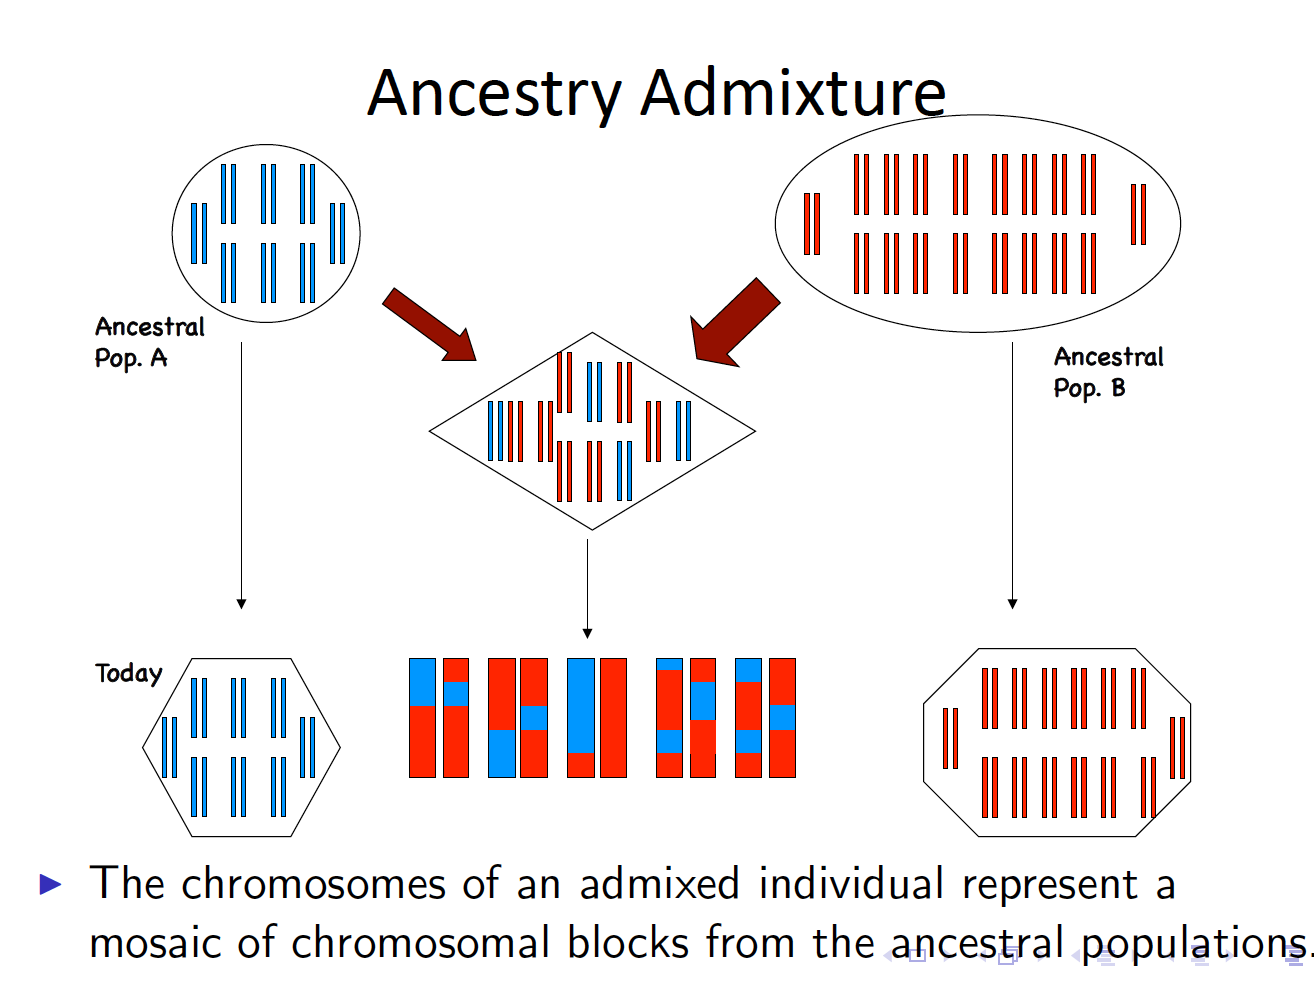 Ancestry Admixture
Ancestral
Pop. A
Ancestral
Pop. B
Today
The chromosomes of an admixed individual represent a
mosaic of chromosomal blocks from the ancestral populations.